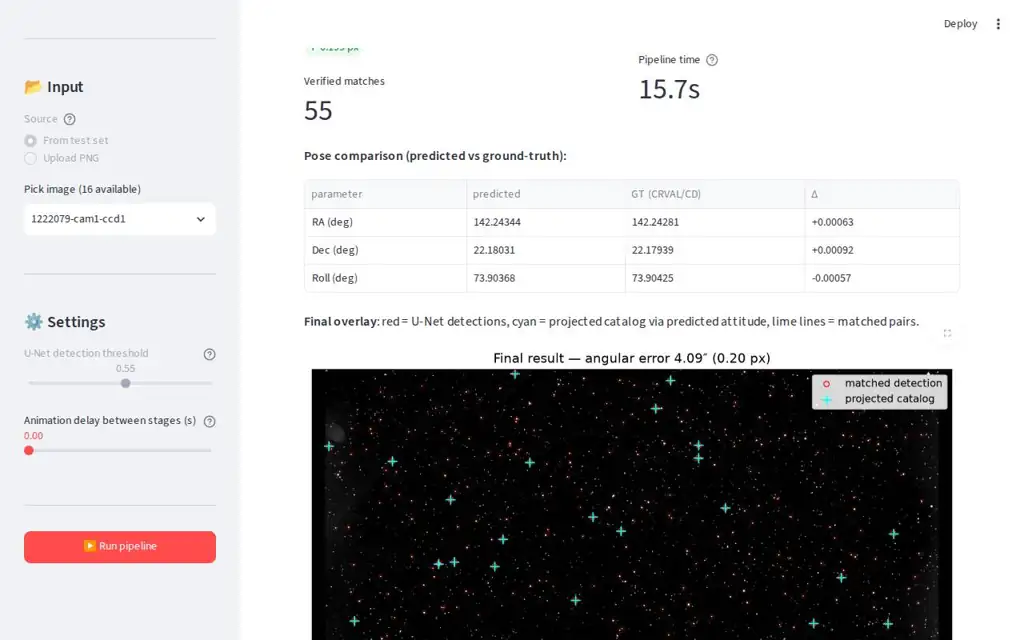 Deploy
Input
Source
From test set
Upload PNG
Pick image (16 available)
1222079-cam1-ccd1
Settings
U-Net detection threshold
0.55
Animation delay between stages (s)
0.00
Run pipeline
Verified matches
55
Pipeline time
15.7s
Pose comparison (predicted vs ground-truth):
parameter predicted GT (CRVAL/CD) Δ
RA (deg) 142.24344 142.24281 +0.00063
Dec (deg) 22.18031 22.17939 +0.00092
Roll (deg) 73.90368 73.90425 -0.00057
Final overlay: red = U-Net detections, cyan = projected catalog via predicted attitude, lime lines = matched pairs.
Final result — angular error 4.09″ (0.20 px)
matched detection
projected catalog